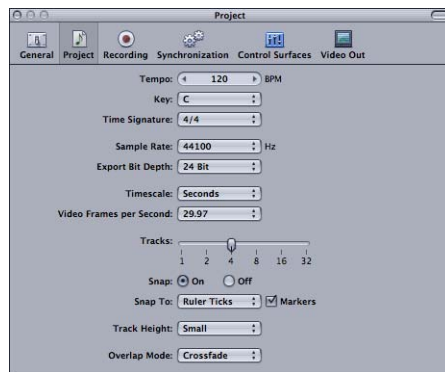 Project
General Project Recording Synchronization Control Surfaces Video Out
Tempo: 120 BPM
Key: C
Time Signature: 4/4
Sample Rate: 44100 Hz
Export Bit Depth: 24 Bit
Timescale: Seconds
Video Frames per Second: 29.97
Tracks:
1 2 4 8 16 32
Snap: On Off
Snap To: Ruler Ticks Markers
Track Height: Small
Overlap Mode: Crossfade